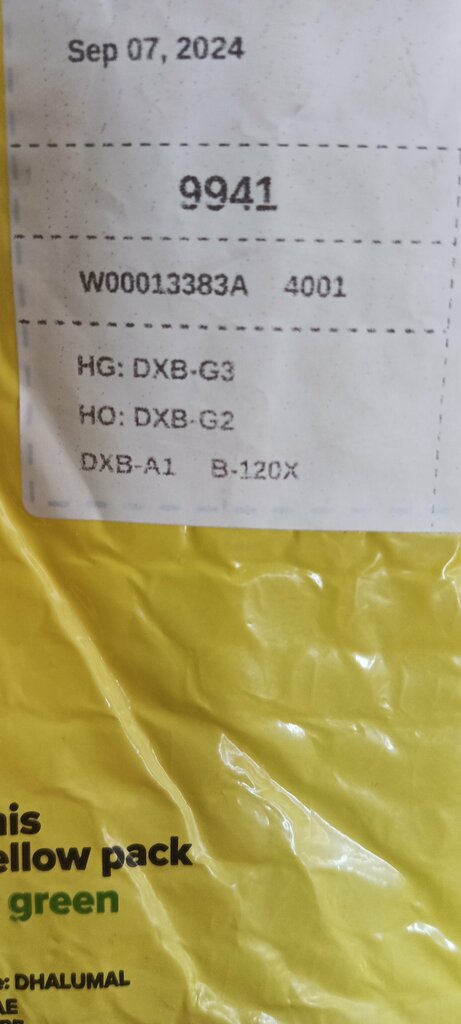 Sep 07, 2024
9941
W00013383A 4001
HG: DXB-G3
HO: DXB-G2
DXB-A1 B-120X
his
ellow pack
green
e: DHALUMAL
AE